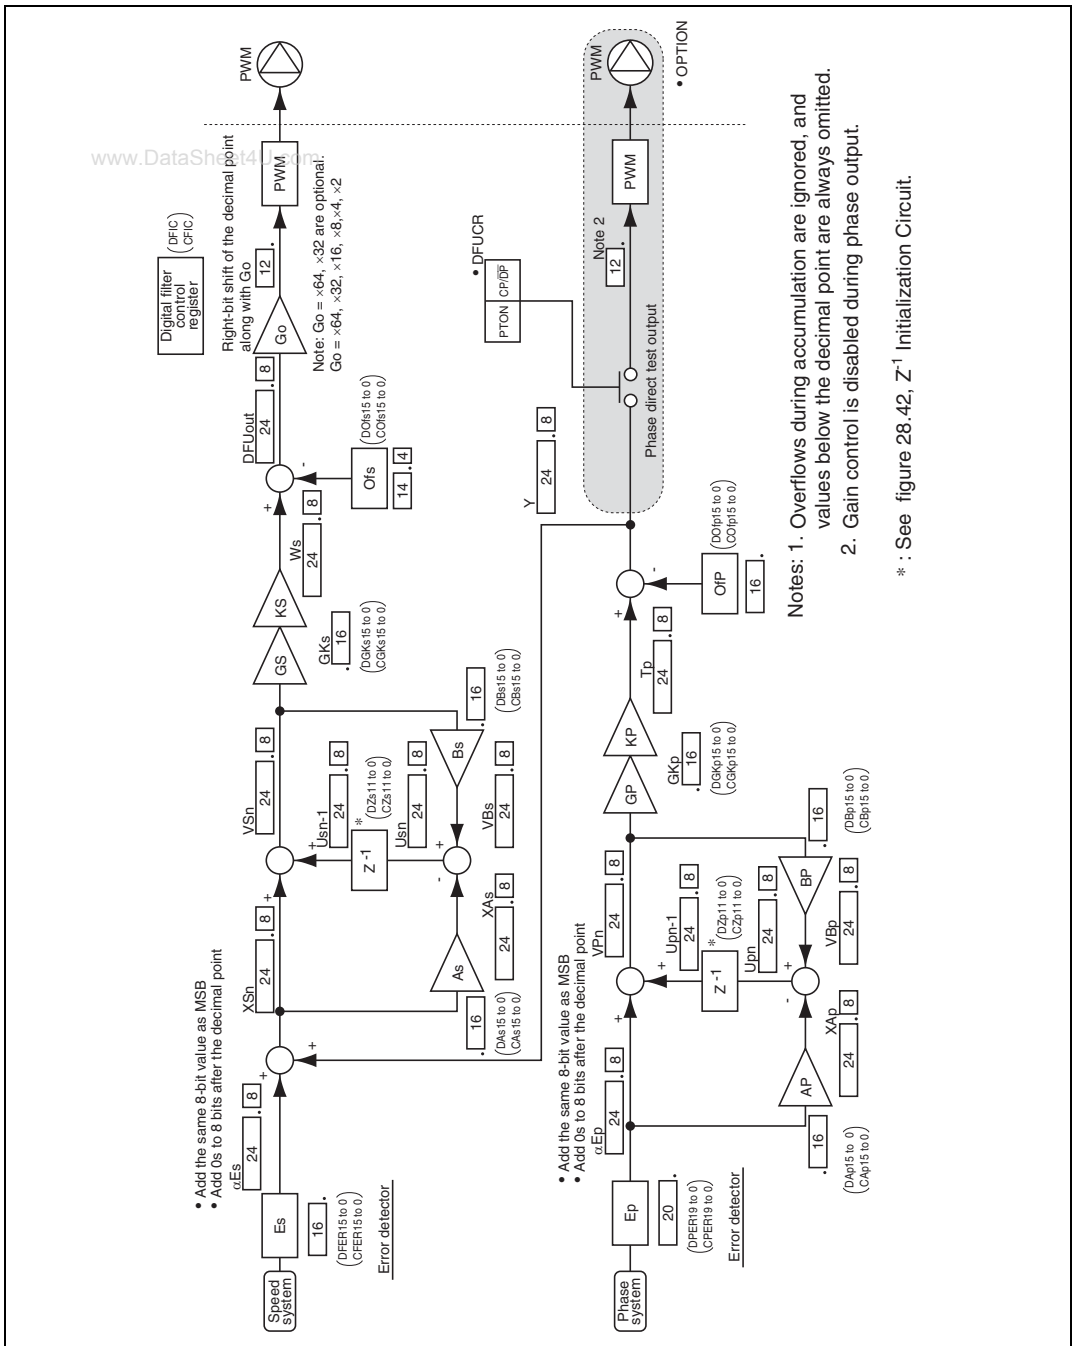 www.DataSheet4U.com
Speed
system
Es
16 .
(DFER15 to 0)
(CFER15 to 0)
Error detector
• Add the same 8-bit value as MSB
• Add 0s to 8 bits after the decimal point
αEs
24 . 8
+
+
XSn
24 . 8
+
+
As
. 16
(DAs15 to 0)
(CAs15 to 0)
XAs
24 . 8
-
+
VSn
24 . 8
Usn-1
24 . 8
Z -1
*
(DZs11 to 0)
(CZs11 to 0)
Usn
24 . 8
VBs
24 . 8
Bs
. 16
(DBs15 to 0)
(CBs15 to 0)
GS
KS
GKs
. 16
(DGKs15 to 0)
(CGKs15 to 0)
Ws
24 . 8
+
-
Ofs
14 . 4
(DOfs15 to 0)
(COfs15 to 0)
DFUout
24 . 8
Go
12 .
Right-bit shift of the decimal point
along with Go
Note: Go = ×64, ×32 are optional.
Go = ×64, ×32, ×16, ×8,×4, ×2
Digital filter
control
register
(DFIC)
(CFIC)
PWM
PWM
Phase
system
Ep
20 .
(DPER19 to 0)
(CPER19 to 0)
Error detector
• Add the same 8-bit value as MSB
• Add 0s to 8 bits after the decimal point
αEp
24 . 8
+
+
AP
. 16
(DAp15 to 0)
(CAp15 to 0)
XAp
24 . 8
-
+
VPn
24 . 8
Upn-1
24 . 8
Z -1
*
(DZp11 to 0)
(CZp11 to 0)
Upn
24 . 8
VBp
24 . 8
BP
. 16
(DBp15 to 0)
(CBp15 to 0)
GP
KP
GKp
. 16
(DGKp15 to 0)
(CGKp15 to 0)
Tp
24 . 8
+
-
OfP
16 .
(DOfp15 to 0)
(COfp15 to 0)
Y
24 . 8
Phase direct test output
• DFUCR
PTON CP/DP
Note 2
12 .
PWM
PWM
• OPTION
Notes: 1. Overflows during accumulation are ignored, and
values below the decimal point are always omitted.
2. Gain control is disabled during phase output.
* : See figure 28.42, Z-1 Initialization Circuit.